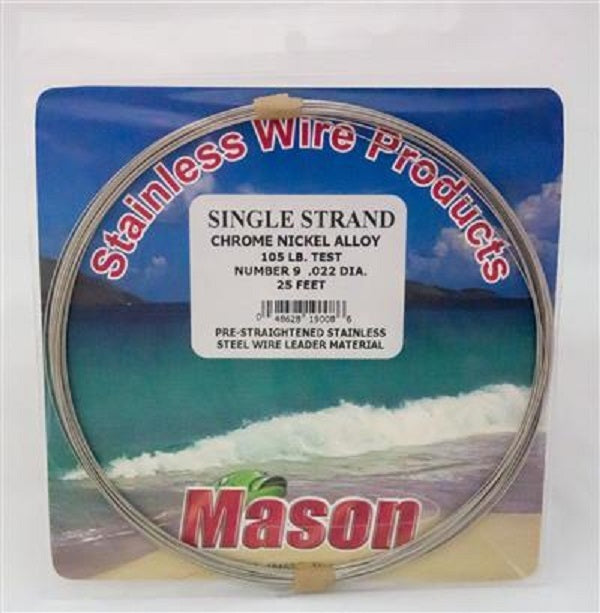 Stainless Wire Products
SINGLE STRAND
CHROME NICKEL ALLOY
105 LB. TEST
NUMBER 9 .022 DIA.
25 FEET
0 48628 19008 6
PRE-STRAIGHTENED STAINLESS
STEEL WIRE LEADER MATERIAL
Mason